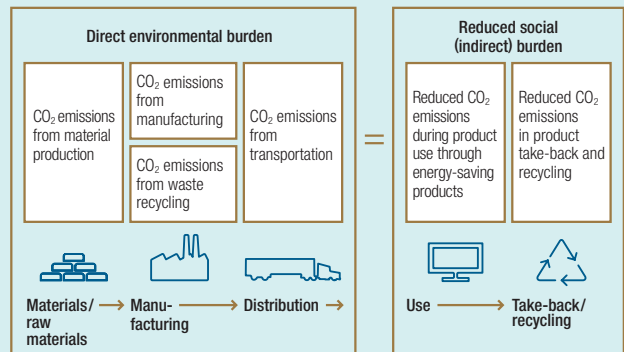 Direct environmental burden
CO₂ emissions
from material
production
CO₂ emissions
from
manufacturing
CO₂ emissions
from waste
recycling
CO₂ emissions
from
transportation
=
Reduced social
(indirect) burden
Reduced CO₂
emissions
during product
use through
energy-saving
products
Reduced CO₂
emissions
in product
take-back and
recycling
Materials/
raw
materials
Manu-
facturing
Distribution
Use
Take-back/
recycling